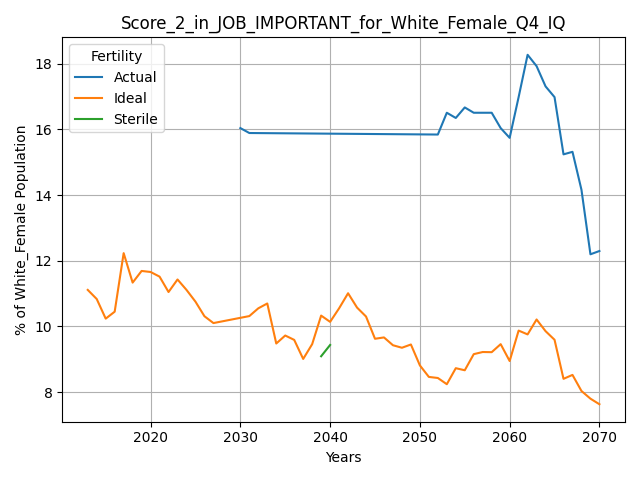 Score_2_in_JOB_IMPORTANT_for_White_Female_Q4_IQ
Fertility
Actual
Ideal
Sterile
% of White_Female Population
18
16
14
12
10
8
2020 2030 2040 2050 2060 2070
Years